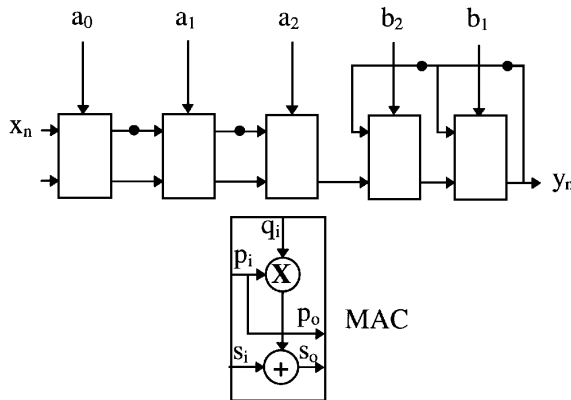 a₀ a₁ a₂ b₂ b₁
xₙ
yₙ
qᵢ
pᵢ
X
pₒ
MAC
sᵢ sₒ
+